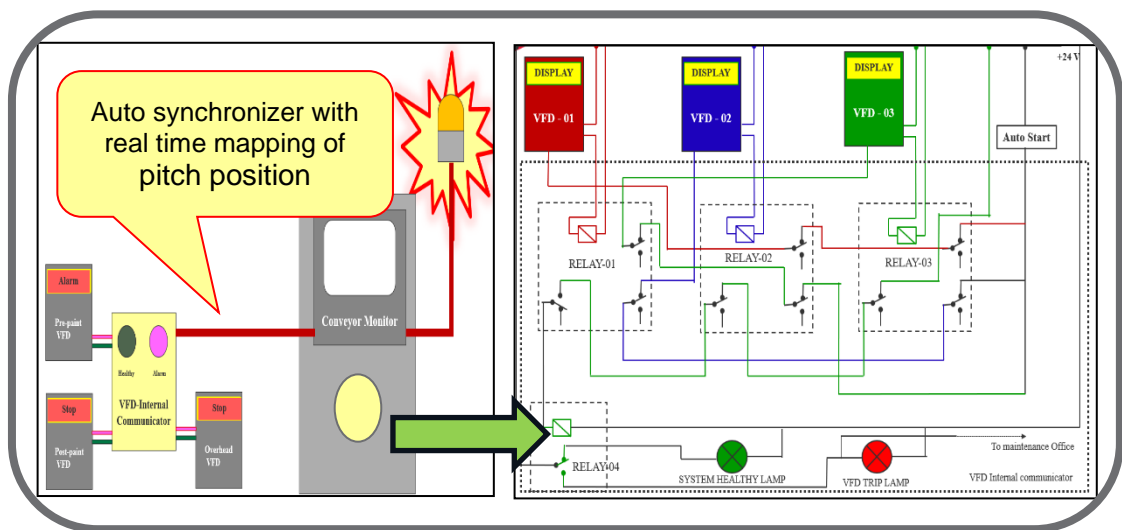 Auto synchronizer with
real time mapping of
pitch position
Alarm
Pre-paint
VFD
Healthy
Alarm
VFD-Internal
Communicator
Stop
Post-paint
VFD
Stop
Overhead
VFD
Conveyor Monitor
+24 V
DISPLAY
VFD - 01
DISPLAY
VFD - 02
DISPLAY
VFD - 03
Auto Start
RELAY-01
RELAY-02
RELAY-03
RELAY-04
SYSTEM HEALTHY LAMP
VFD TRIP LAMP
To maintenance Office
VFD Internal communicator